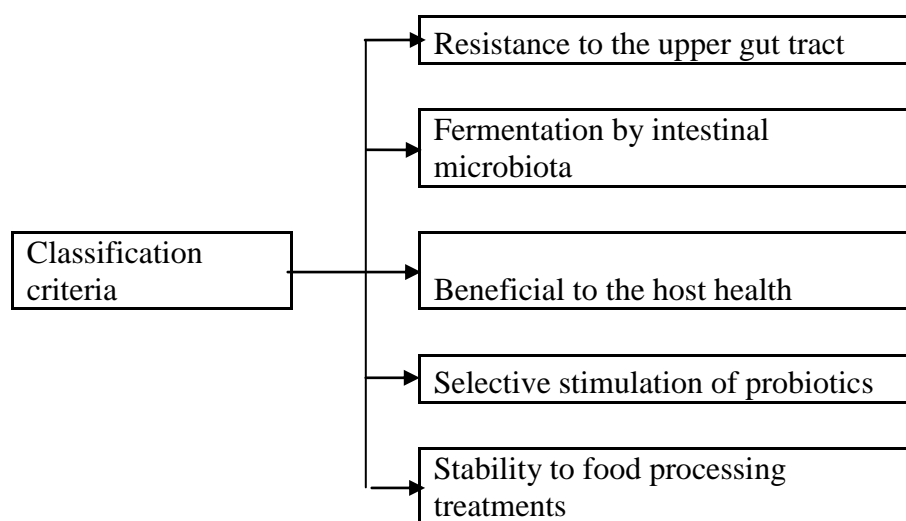 Resistance to the upper gut tract
Fermentation by intestinal
microbiota
Classification
criteria
Beneficial to the host health
Selective stimulation of probiotics
Stability to food processing
treatments